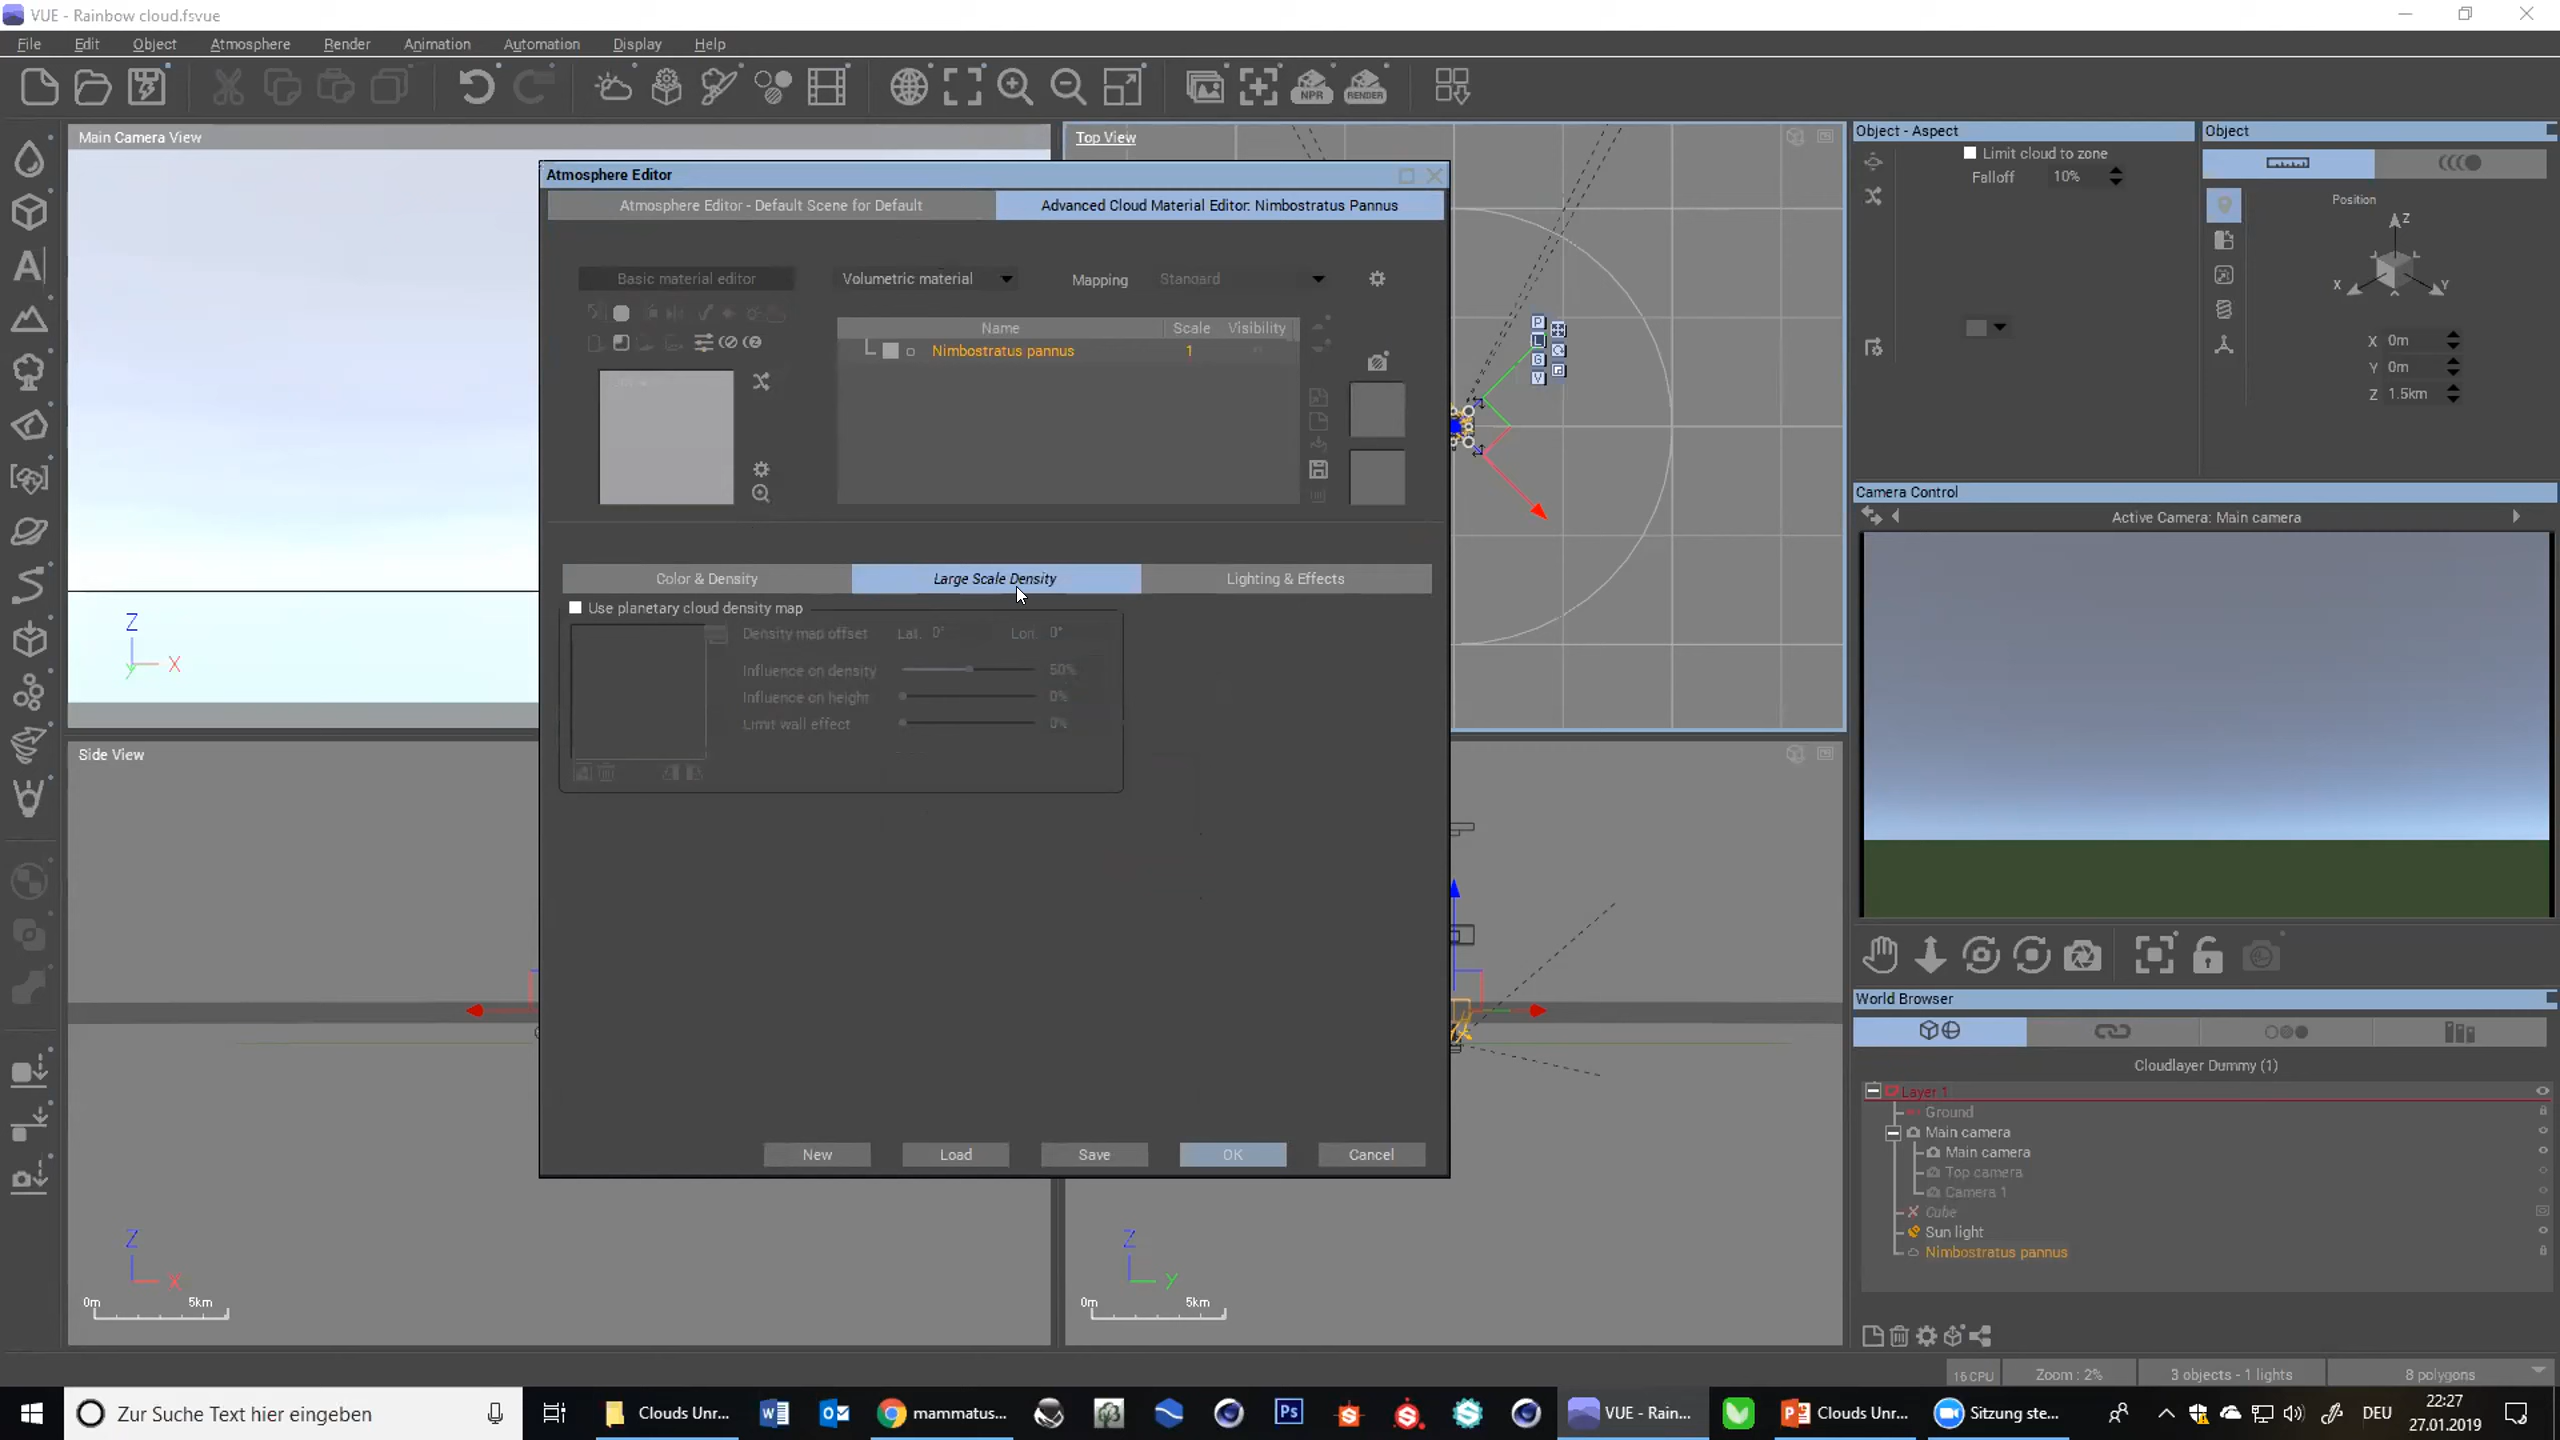 VUE - Rainbow cloud.fsvue
File Edit Object Atmosphere Render Animation Automation Display Help
NPR RENDER
Main Camera View
Top View
Object - Aspect
Object
Limit cloud to zone
Falloff 10%
Position
Z
X Y
X 0m
Y 0m
Z 1.5km
Atmosphere Editor
Atmosphere Editor - Default Scene for Default
Advanced Cloud Material Editor: Nimbostratus Pannus
Basic material editor
Volumetric material
Mapping Standard
Name Scale Visibility
Nimbostratus pannus 1
P
L
G
V
Camera Control
Active Camera: Main camera
Color & Density
Large Scale Density
Lighting & Effects
Use planetary cloud density map
Density map offset Lat. 0° Lon 0°
Influence on density 50%
Influence on height 0%
Limit wall effect 0%
Z
X
y
Side View
World Browser
Cloudlayer Dummy (1)
Layer 1
Ground
Main camera
Main camera
Top camera
Camera 1
Cube
Sun light
Nimbostratus pannus
New Load Save OK Cancel
Z
X
0m 5km
Z
y
0m 5km
16 CPU Zoom : 2% 3 objects - 1 lights 8 polygons
Zur Suche Text hier eingeben
Clouds Unr...
mammatus...
Ps
VUE - Rain...
Clouds Unr...
Sitzung ste...
DEU
22:27
27.01.2019